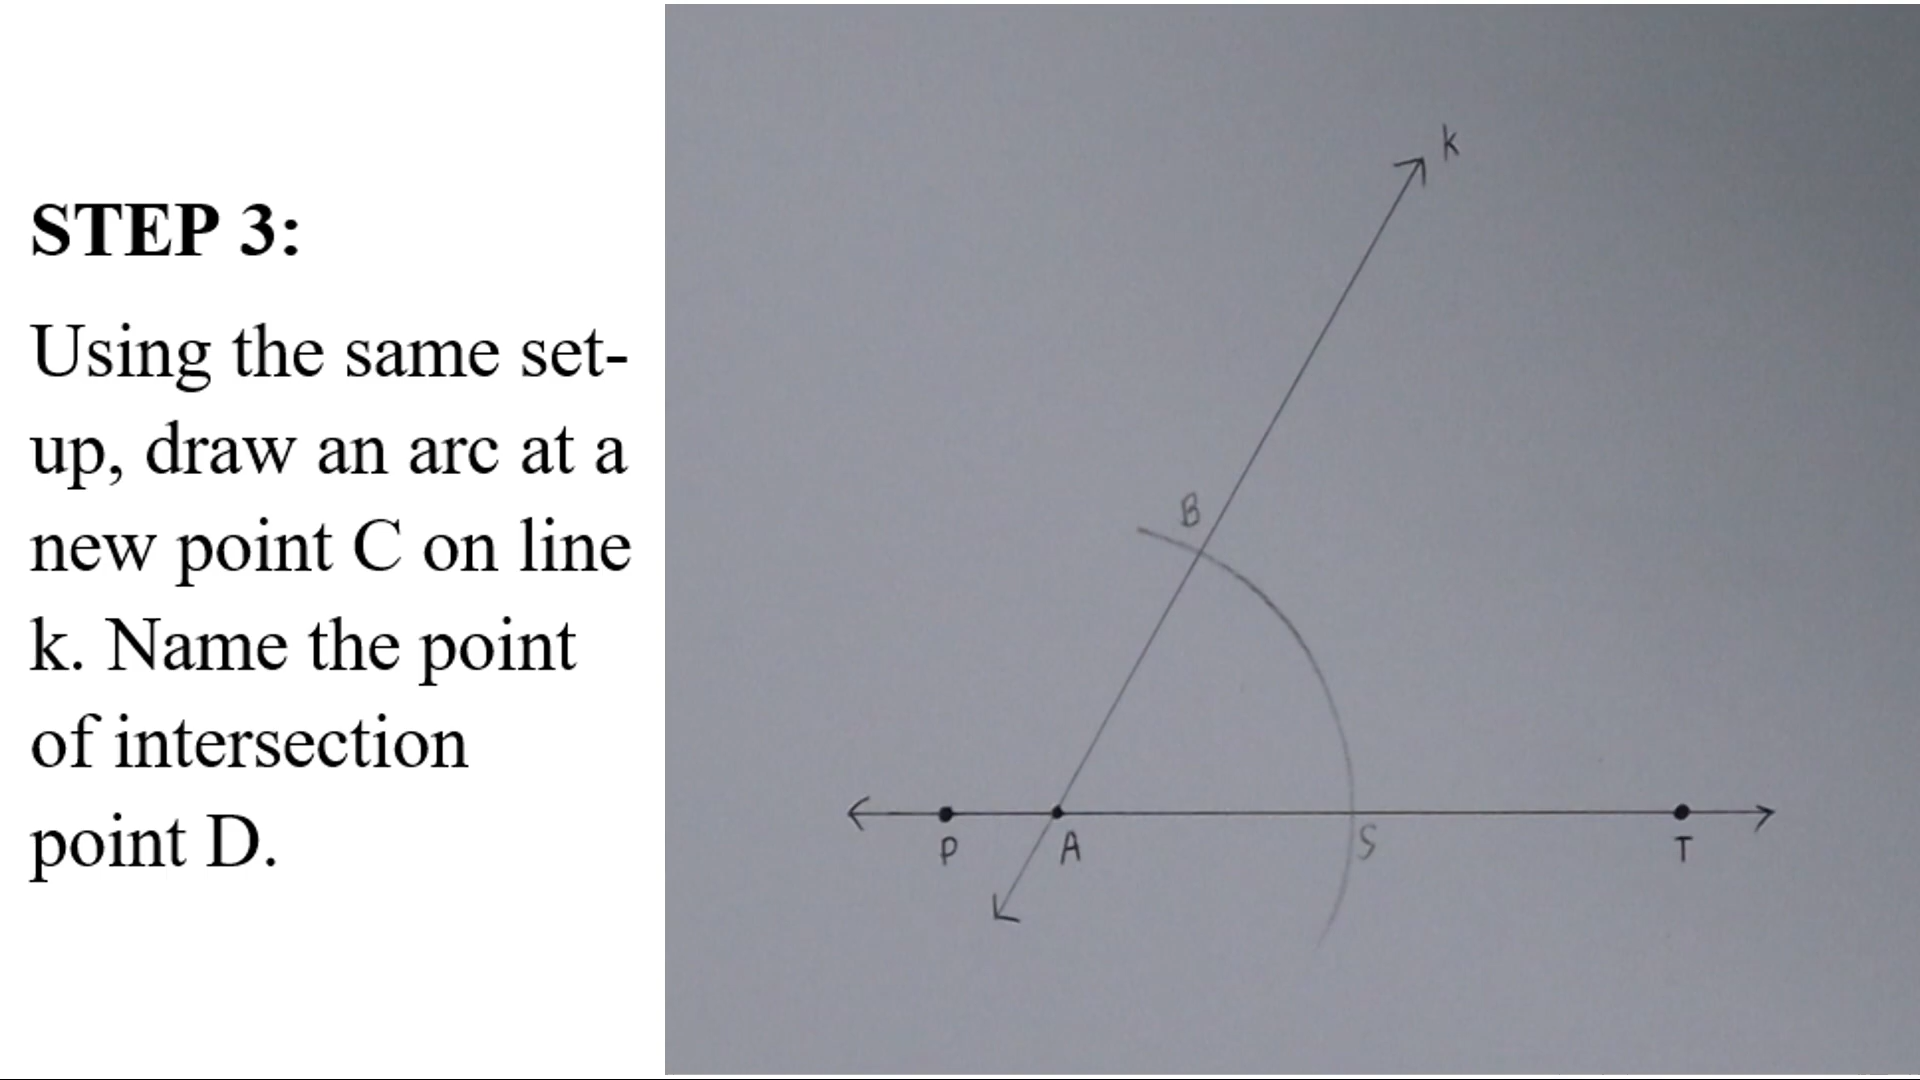 STEP 3:
Using the same set-
up, draw an arc at a
new point C on line
k. Name the point
of intersection
point D.
k
B
P
A
S
T